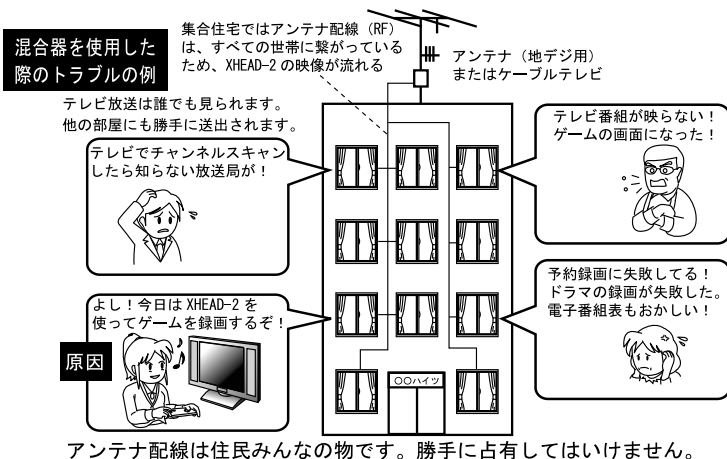 混合器を使用した
際のトラブルの例
集合住宅ではアンテナ配線（RF）
は、すべての世帯に繋がっている
ため、XHEAD-2の映像が流れる
アンテナ（地デジ用）
またはケーブルテレビ
テレビ放送は誰でも見られます。
他の部屋にも勝手に送出されます。
テレビでチャンネルスキャン
したら知らない放送局が！
テレビ番組が映らない！
ゲームの画面になった！
よし！今日はXHEAD-2を
使ってゲームを録画するぞ！
原因
予約録画に失敗してる！
ドラマの録画が失敗した。
電子番組表もおかしい！
○○ハイツ
アンテナ配線は住民みんなの物です。勝手に占有してはいけません。